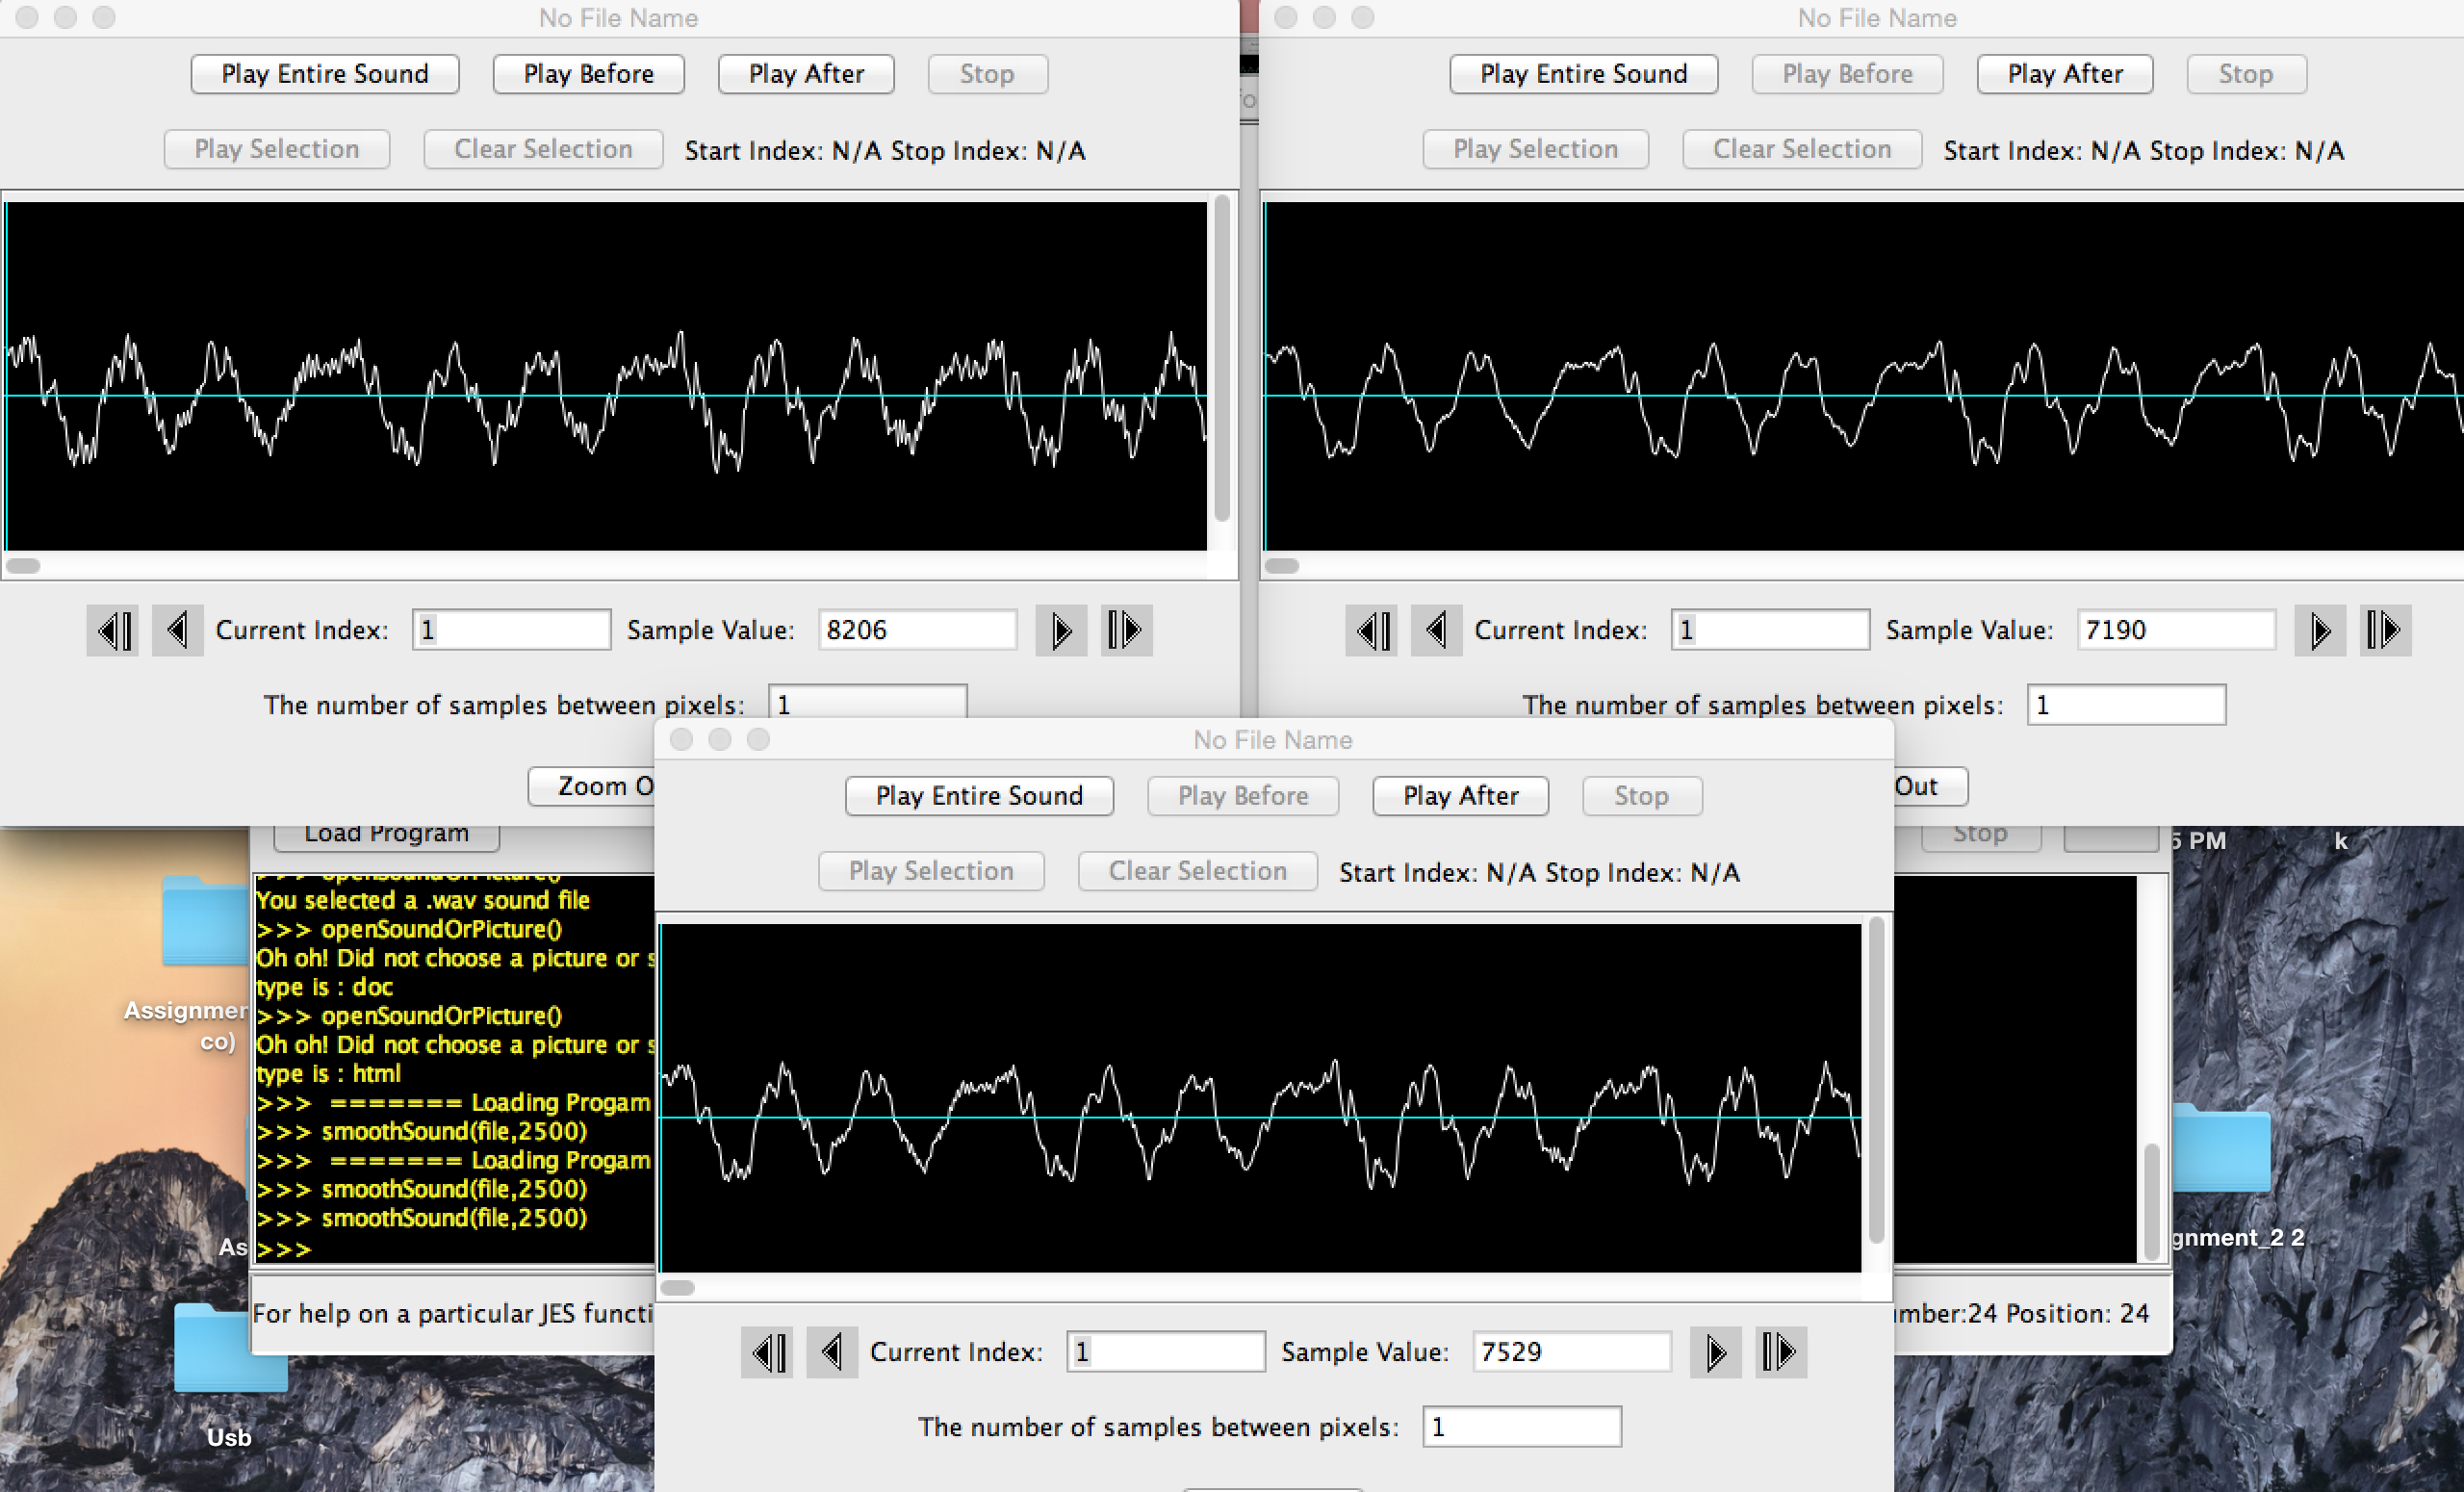 No File Name
Play Entire Sound Play Before Play After Stop
Play Selection Clear Selection Start Index: N/A Stop Index: N/A
Current Index: 1 Sample Value: 8206
The number of samples between pixels: 1
Zoom O
No File Name
Play Entire Sound Play Before Play After Stop
Play Selection Clear Selection Start Index: N/A Stop Index: N/A
Current Index: 1 Sample Value: 7190
The number of samples between pixels: 1
Out
No File Name
Play Entire Sound Play Before Play After Stop
Play Selection Clear Selection Start Index: N/A Stop Index: N/A
Current Index: 1 Sample Value: 7529
The number of samples between pixels: 1
Load Program
Stop
>>> openSoundOrPicture()
You selected a .wav sound file
>>> openSoundOrPicture()
Oh oh! Did not choose a picture or s
type is : doc
>>> openSoundOrPicture()
Oh oh! Did not choose a picture or s
type is : html
>>> ======= Loading Progam
>>> smoothSound(file,2500)
>>> ======= Loading Progam
>>> smoothSound(file,2500)
>>> smoothSound(file,2500)
>>>
For help on a particular JES functi
mber:24 Position: 24
Assignmen
co)
As
Usb
5 PM
k
gnment_2 2